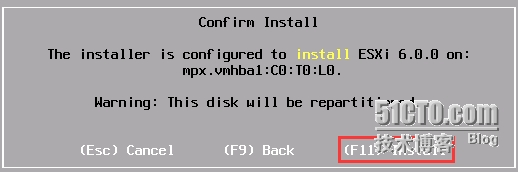 Confirm Install
The installer is configured to install ESXi 6.0.0 on:
mpx.vmhba1:C0:T0:L0.
Warning: This disk will be repartitioned
(Esc) Cancel (F9) Back (F11) Install
51CTO.com
技术博客 Blog